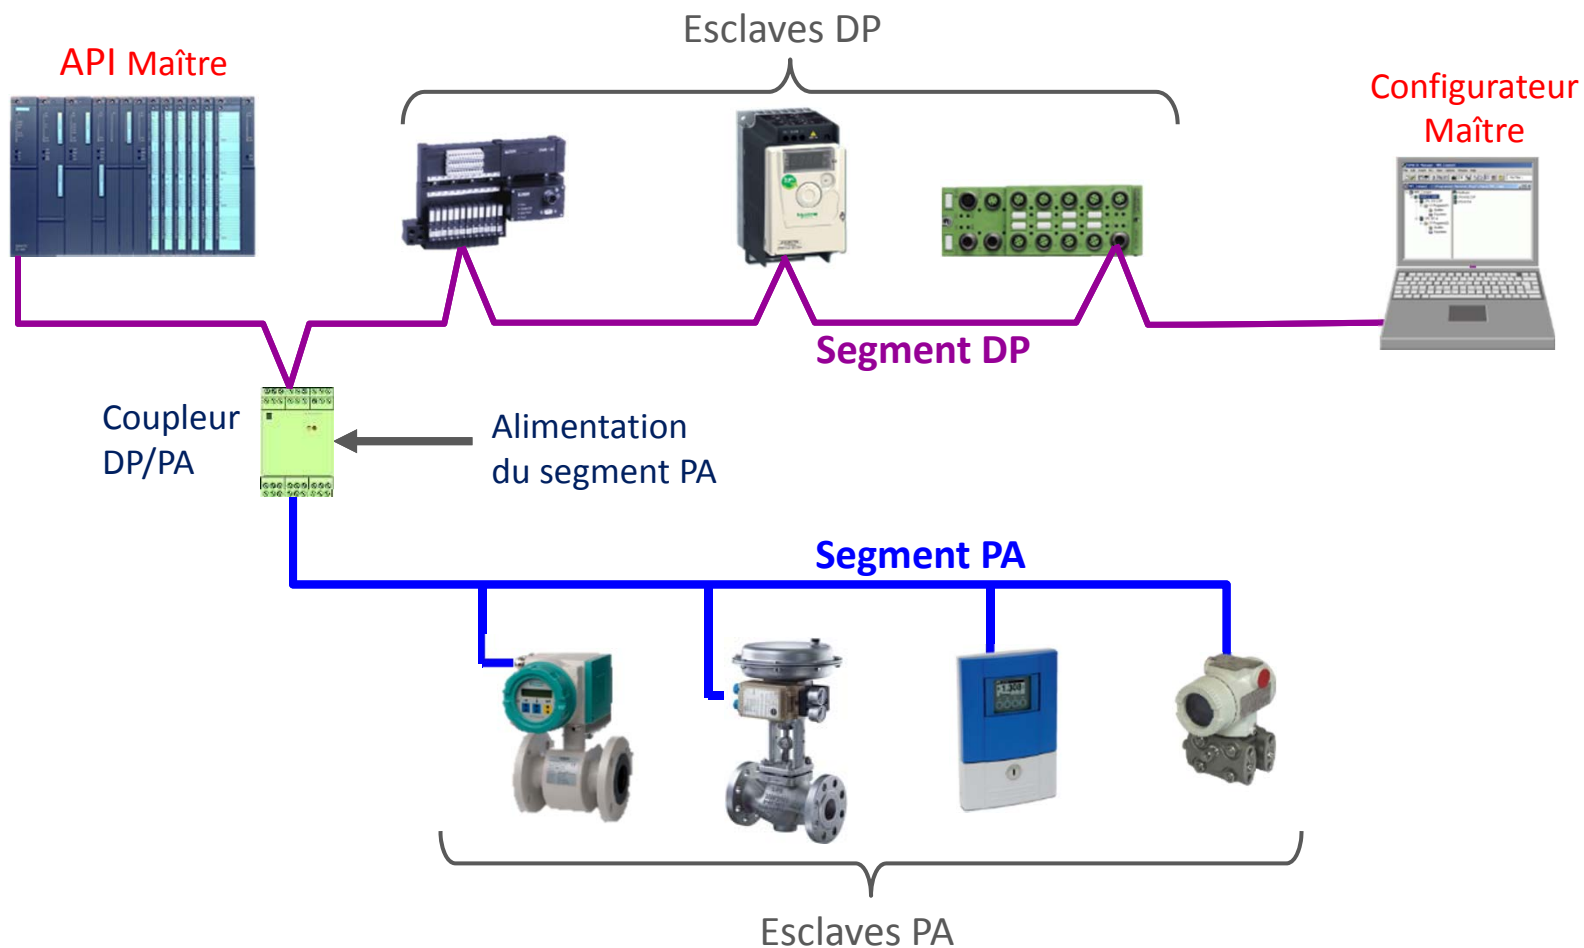 Esclaves DP
API Maître
Configurateur
Maître
Segment DP
Coupleur
DP/PA
Alimentation
du segment PA
Segment PA
Esclaves PA